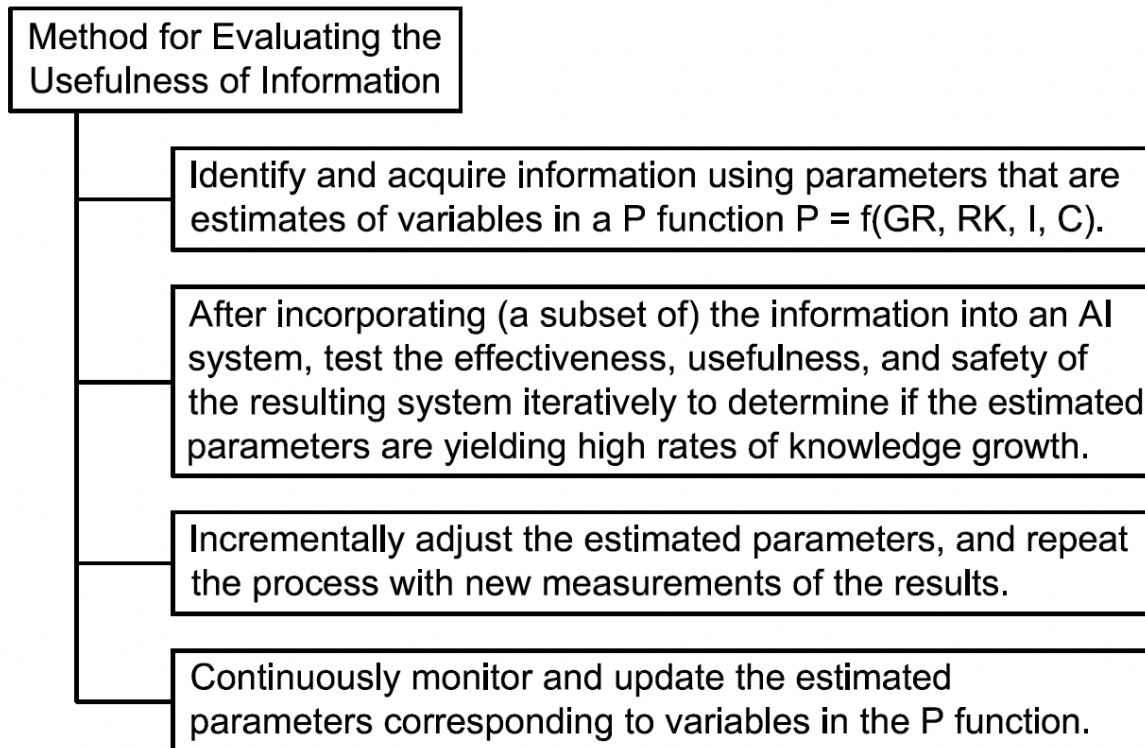 Method for Evaluating the
Usefulness of Information
Identify and acquire information using parameters that are
estimates of variables in a P function P = f(GR, RK, I, C).
After incorporating (a subset of) the information into an AI
system, test the effectiveness, usefulness, and safety of
the resulting system iteratively to determine if the estimated
parameters are yielding high rates of knowledge growth.
Incrementally adjust the estimated parameters, and repeat
the process with new measurements of the results.
Continuously monitor and update the estimated
parameters corresponding to variables in the P function.